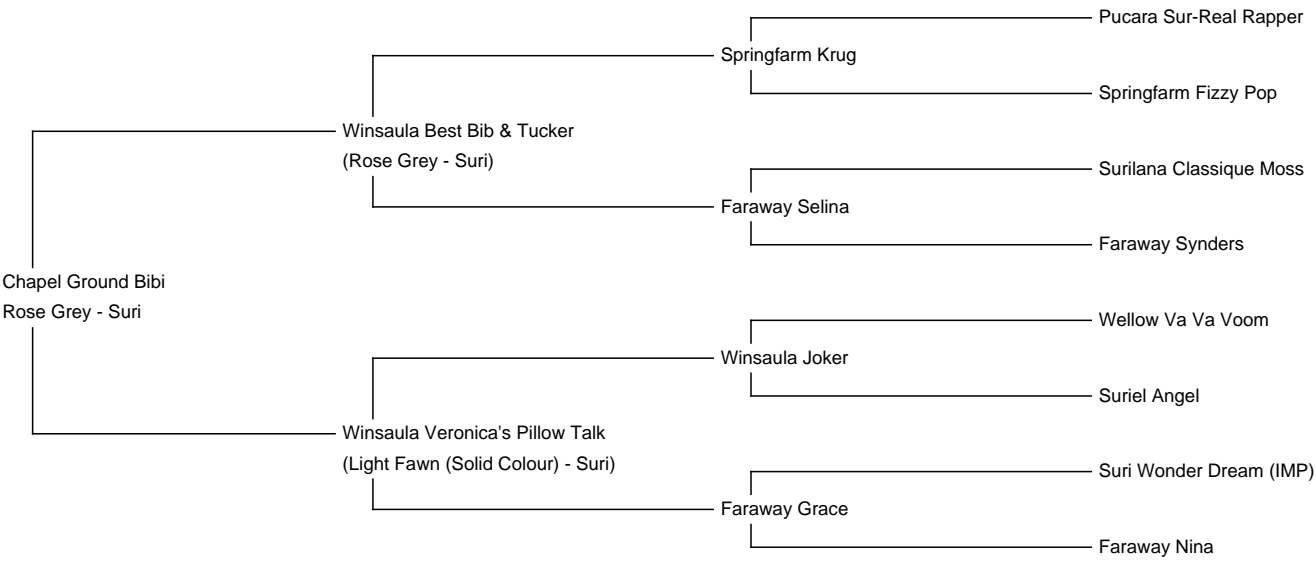 Pucara Sur-Real Rapper
Springfarm Krug
Springfarm Fizzy Pop
Winsaula Best Bib & Tucker
(Rose Grey - Suri)
Surilana Classique Moss
Faraway Selina
Faraway Synders
Chapel Ground Bibi
Rose Grey - Suri
Wellow Va Va Voom
Winsaula Joker
Suriel Angel
Winsaula Veronica's Pillow Talk
(Light Fawn (Solid Colour) - Suri)
Suri Wonder Dream (IMP)
Faraway Grace
Faraway Nina